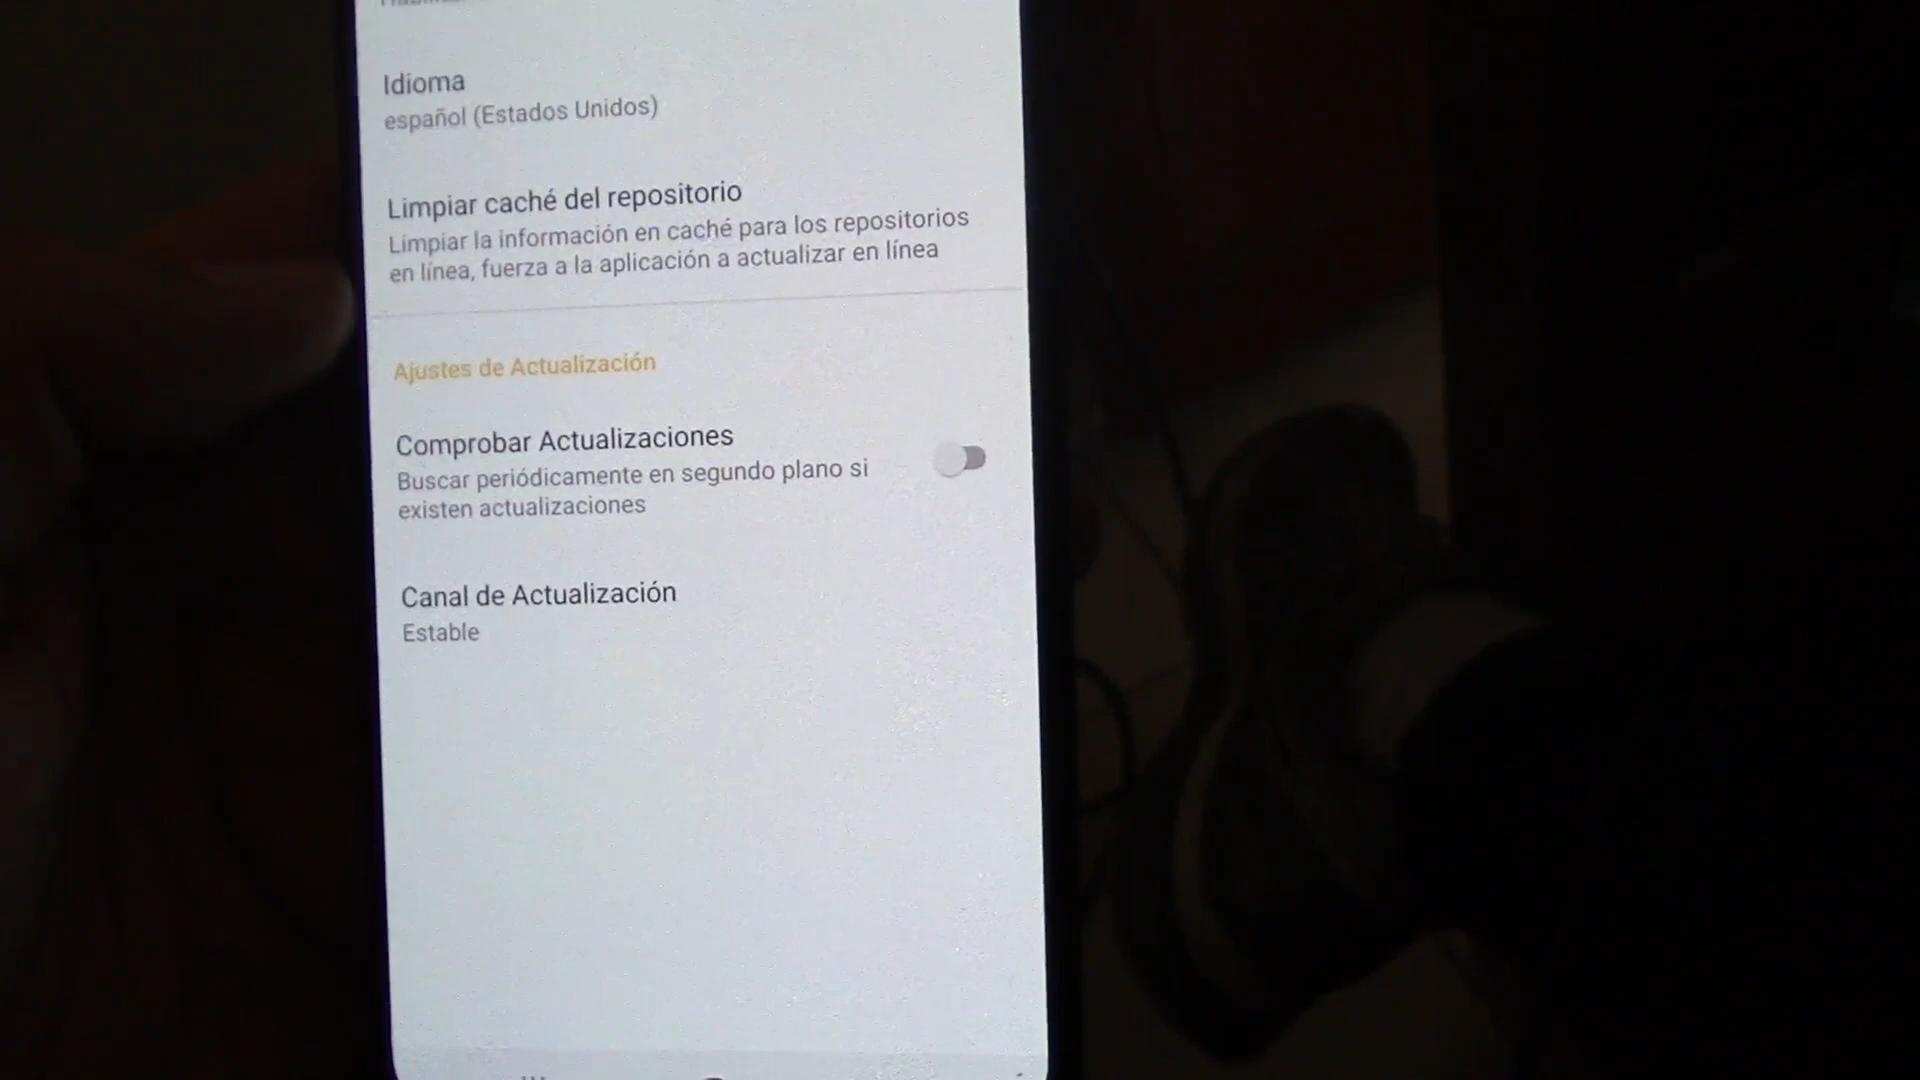 Idioma
español (Estados Unidos)
Limpiar caché del repositorio
Limpiar la información en caché para los repositorios
en línea, fuerza a la aplicación a actualizar en línea
Ajustes de Actualización
Comprobar Actualizaciones
Buscar periódicamente en segundo plano si
existen actualizaciones
Canal de Actualización
Estable